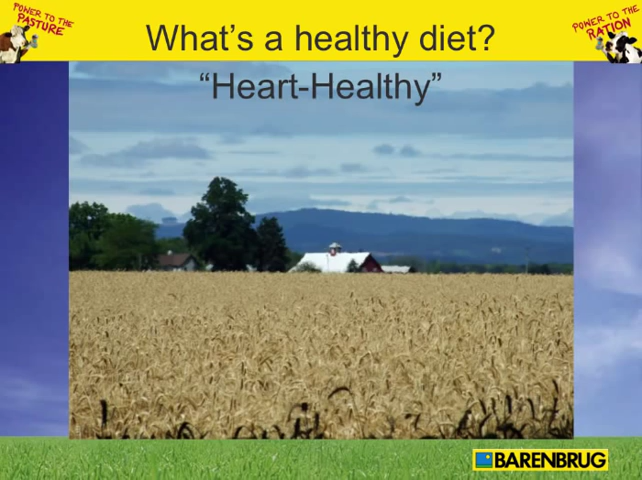 POWER TO THE
PASTURE
What's a healthy diet?
POWER TO THE
RATION
“Heart-Healthy”
BARENBRUG